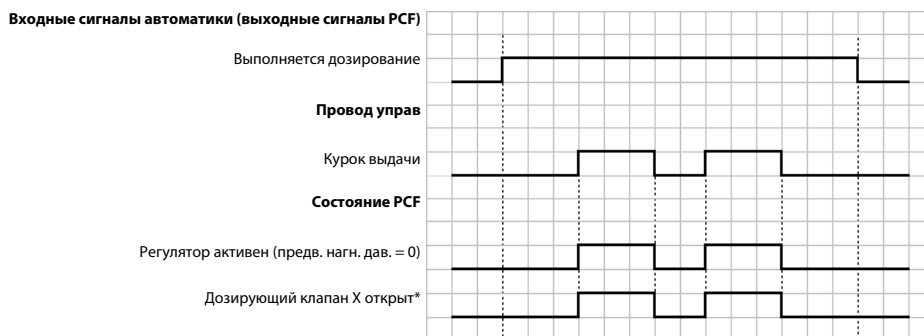 Входные сигналы автоматики (выходные сигналы PCF)
Выполняется дозирование
Провод управ
Курок выдачи
Состояние PCF
Регулятор активен (предв. нагн. дав. = 0)
Дозирующий клапан X открыт*